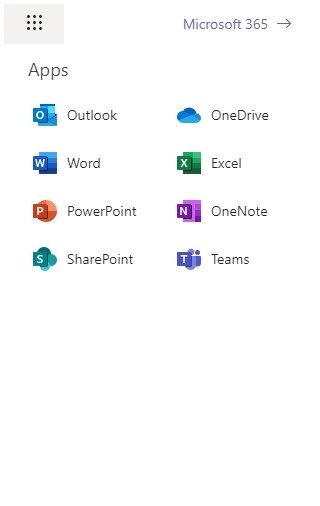 Microsoft 365 →
Apps
Outlook
OneDrive
Word
Excel
PowerPoint
OneNote
SharePoint
Teams